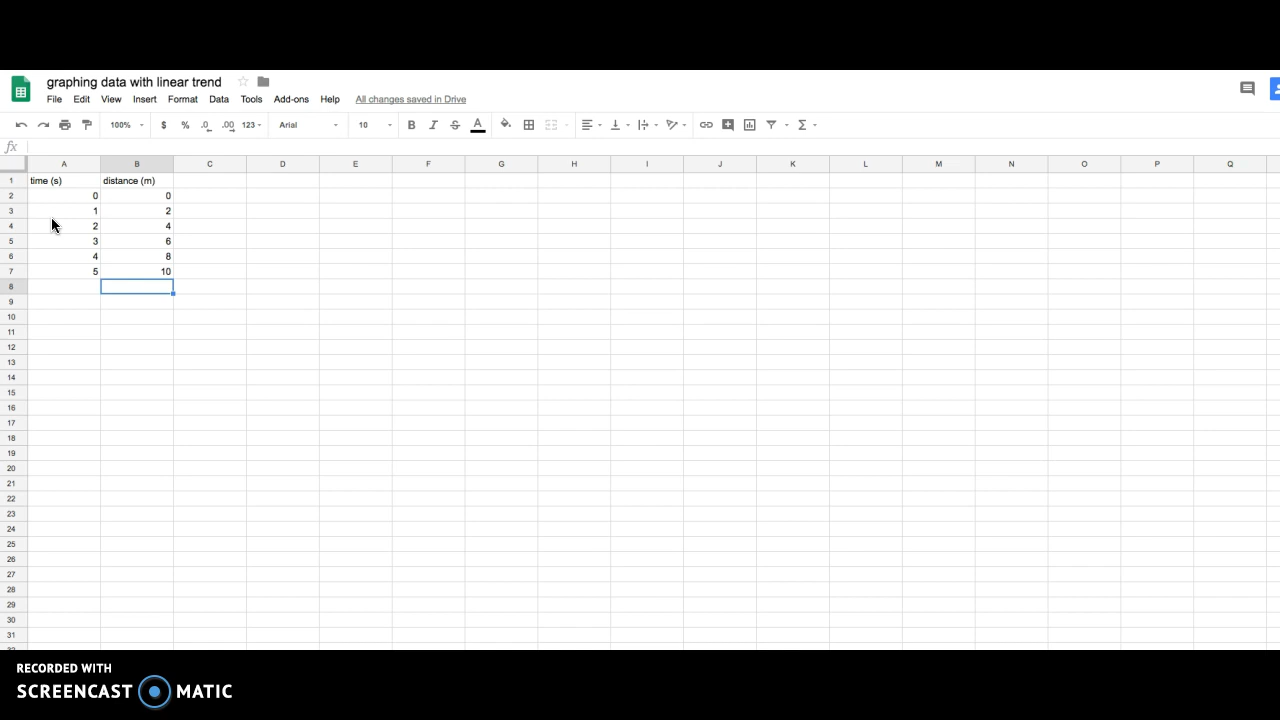 graphing data with linear trend
File Edit View Insert Format Data Tools Add-ons Help All changes saved in Drive
100% $ % .0 .00 123 Arial 10 B I S A
fx
A B C D E F G H I J K L M N O P Q
1 time (s) distance (m)
2 0 0
3 1 2
4 2 4
5 3 6
6 4 8
7 5 10
8
9
10
11
12
13
14
15
16
17
18
19
20
21
22
23
24
25
26
27
28
29
30
31
RECORDED WITH
SCREENCAST MATIC